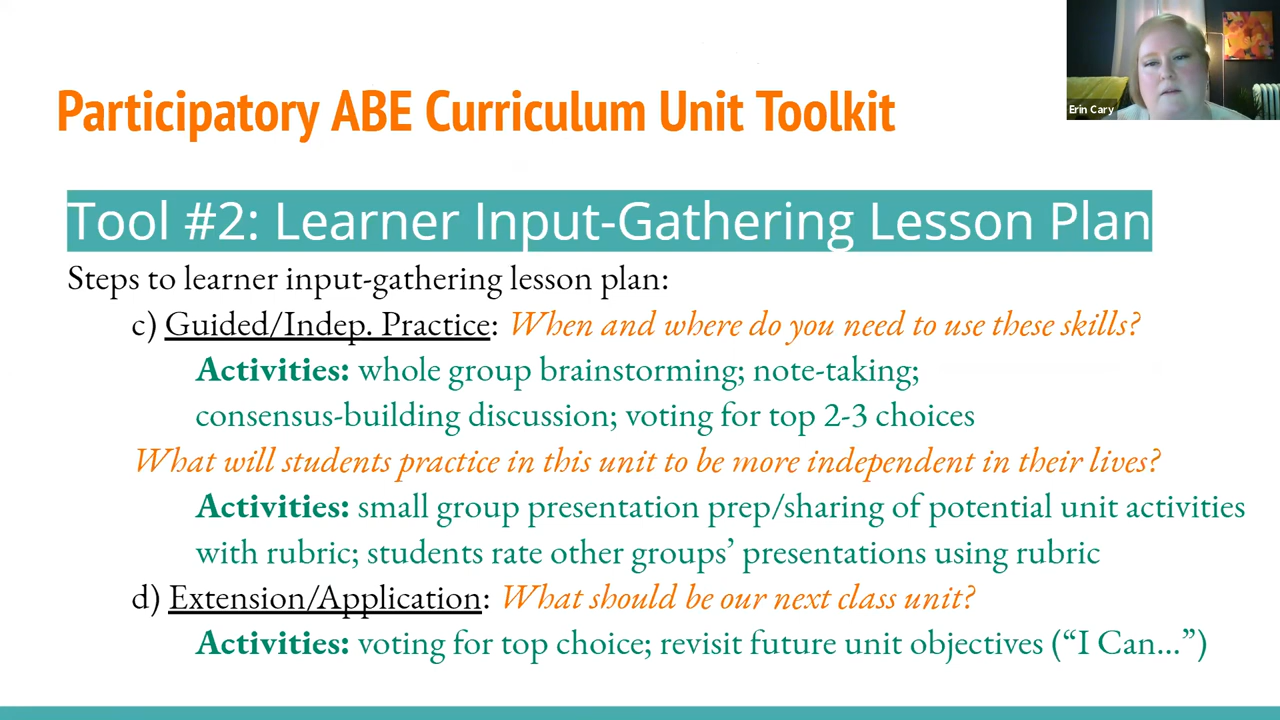 Participatory ABE Curriculum Unit Toolkit
Erin Cary
Tool #2: Learner Input-Gathering Lesson Plan
Steps to learner input-gathering lesson plan:
c) Guided/Indep. Practice: When and where do you need to use these skills?
Activities: whole group brainstorming; note-taking;
consensus-building discussion; voting for top 2-3 choices
What will students practice in this unit to be more independent in their lives?
Activities: small group presentation prep/sharing of potential unit activities
with rubric; students rate other groups’ presentations using rubric
d) Extension/Application: What should be our next class unit?
Activities: voting for top choice; revisit future unit objectives (“I Can...”)